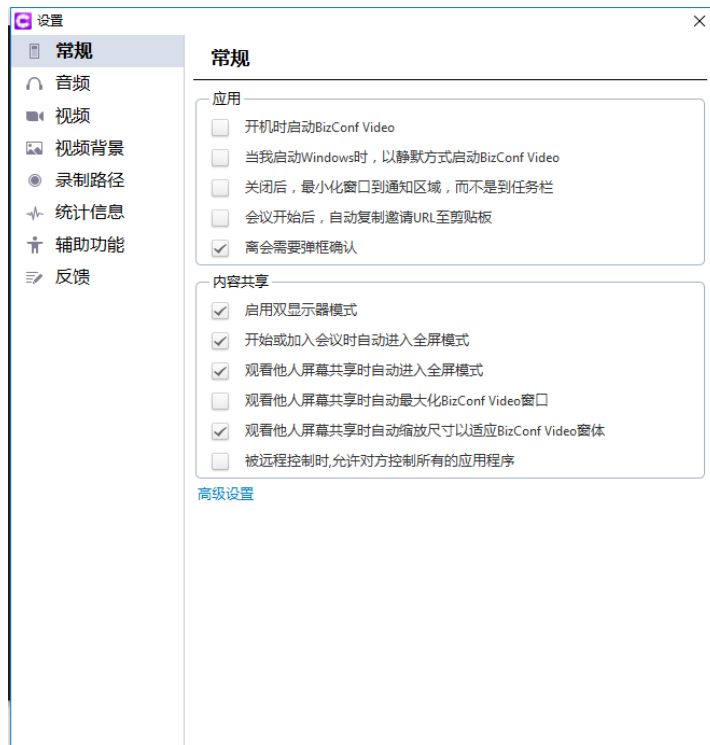 设置
常规
音频
视频
视频背景
录制路径
统计信息
辅助功能
反馈
常规
应用
开机时启动BizConf Video
当我启动Windows时，以静默方式启动BizConf Video
关闭后，最小化窗口到通知区域，而不是到任务栏
会议开始后，自动复制邀请URL至剪贴板
离会需要弹框确认
内容共享
启用双显示器模式
开始或加入会议时自动进入全屏模式
观看他人屏幕共享时自动进入全屏模式
观看他人屏幕共享时自动最大化BizConf Video窗口
观看他人屏幕共享时自动缩放尺寸以适应BizConf Video窗体
被远程控制时,允许对方控制所有的应用程序
高级设置